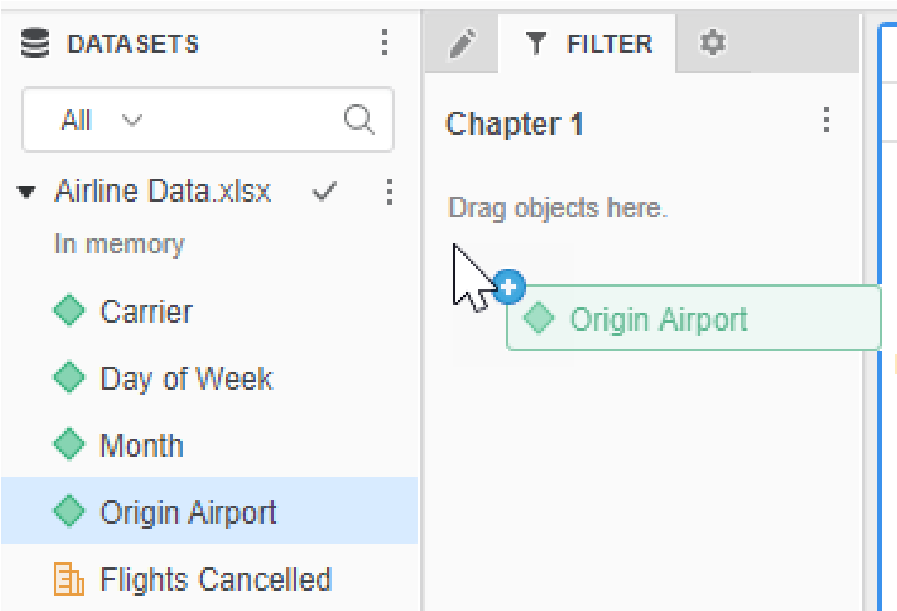 DATASETS
All
Airline Data.xlsx
In memory
Carrier
Day of Week
Month
Origin Airport
Flights Cancelled
FILTER
Chapter 1
Drag objects here.
Origin Airport